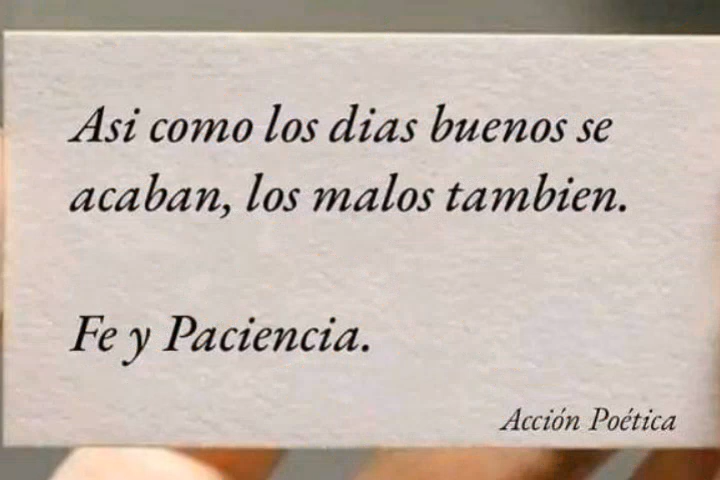 Asi como los dias buenos se
acaban, los malos tambien.
Fe y Paciencia.
Acción Poética